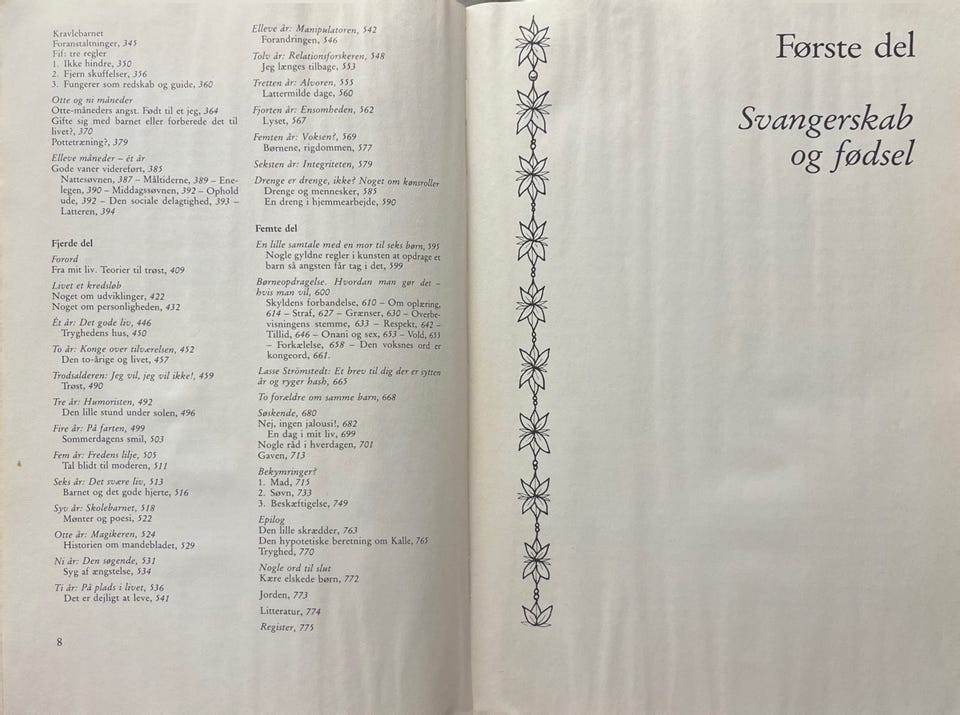 Kravlebarnet
Foranstaltninger, 345
Fif: tre regler
1. Ikke hindre, 350
2. Fjern skuffelser, 356
3. Fungerer som redskab og guide, 360
Otte og ni måneder
Otte-måneders angst. Født til et jeg, 364
Gifte sig med barnet eller forberede det til
livet?, 370
Pottetræning?, 379
Elleve måneder – ét år
Gode vaner videreført, 385
Nattesøvnen, 387 – Måltiderne, 389 – Ene-
legen, 390 – Middagssøvnen, 392 – Ophold
ude, 392 – Den sociale delagtighed, 393 –
Latteren, 394
Fjerde del
Forord
Fra mit liv. Teorier til trøst, 409
Livet et kredsløb
Noget om udviklinger, 422
Noget om personligheden, 432
Ét år: Det gode liv, 446
Tryghedens hus, 450
To år: Konge over tilværelsen, 452
Den to-årige og livet, 457
Trodsalderen: Jeg vil, jeg vil ikke!, 459
Trøst, 490
Tre år: Humoristen, 492
Den lille stund under solen, 496
Fire år: På farten, 499
Sommerdagens smil, 503
Fem år: Fredens lilje, 505
Tal blidt til moderen, 511
Seks år: Det svære liv, 513
Barnet og det gode hjerte, 516
Syv år: Skolebarnet, 518
Mønter og poesi, 522
Otte år: Magikeren, 524
Historien om mandebladet, 529
Ni år: Den søgende, 531
Syg af ængstelse, 534
Ti år: På plads i livet, 536
Det er dejligt at leve, 541
8
Elleve år: Manipulatoren, 542
Forandringen, 546
Tolv år: Relationsforskeren, 548
Jeg længes tilbage, 553
Tretten år: Alvoren, 555
Lattermilde dage, 560
Fjorten år: Ensomheden, 562
Lyset, 567
Femten år: Voksen?, 569
Børnene, rigdommen, 577
Seksten år: Integriteten, 579
Drenge er drenge, ikke? Noget om kønsroller
Drenge og mennesker, 585
En dreng i hjemmearbejde, 590
Femte del
En lille samtale med en mor til seks børn, 595
Nogle gyldne regler i kunsten at opdrage et
barn så angsten får tag i det, 599
Børneopdragelse. Hvordan man gør det –
hvis man vil, 600
Skyldens forbandelse, 610 – Om oplæring,
614 – Straf, 627 – Grænser, 630 – Overbe-
visningens stemme, 633 – Respekt, 642 –
Tillid, 646 – Onani og sex, 653 – Vold, 655
– Forkælelse, 658 – Den voksnes ord er
kongeord, 661.
Lasse Strömstedt: Et brev til dig der er sytten
år og ryger hash, 665
To forældre om samme barn, 668
Søskende, 680
Nej, ingen jalousi!, 682
En dag i mit liv, 699
Nogle råd i hverdagen, 701
Gaven, 713
Bekymringer?
1. Mad, 715
2. Søvn, 733
3. Beskæftigelse, 749
Epilog
Den lille skrædder, 763
Den hypotetiske beretning om Kalle, 765
Tryghed, 770
Nogle ord til slut
Kære elskede børn, 772
Jorden, 773
Litteratur, 774
Register, 775
Første del
Svangerskab
og fødsel